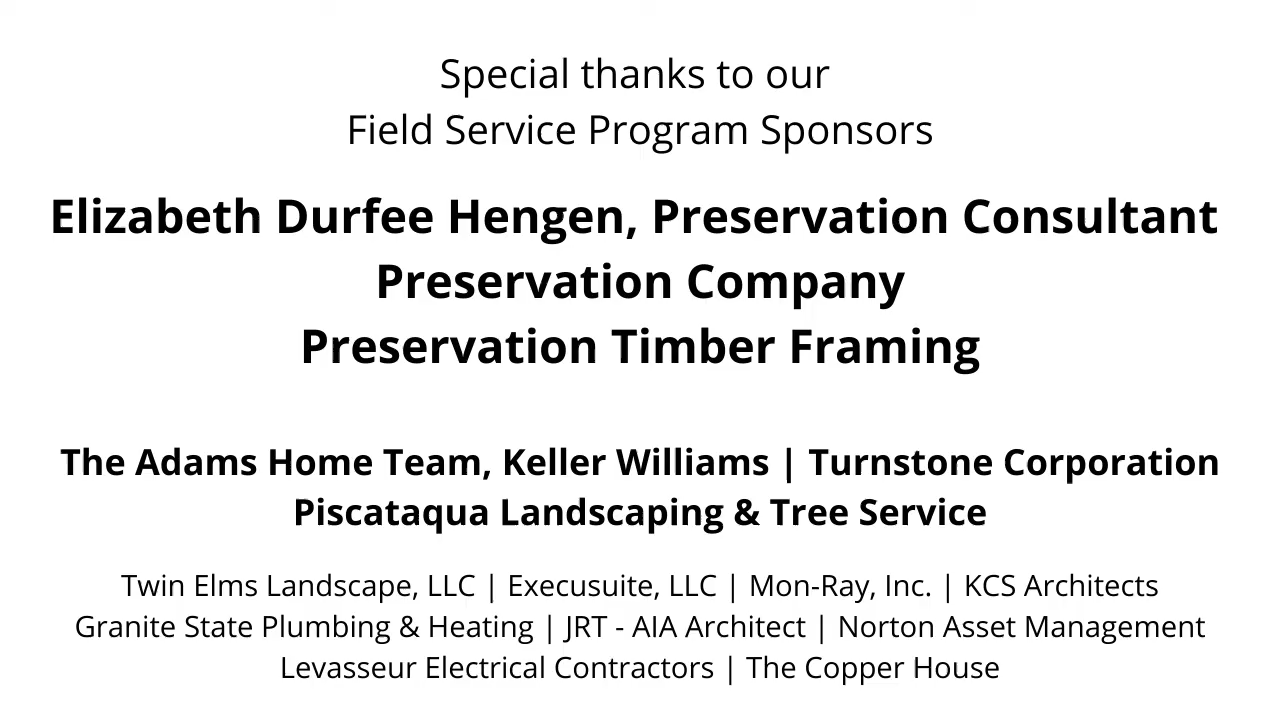 Special thanks to our
Field Service Program Sponsors
Elizabeth Durfee Hengen, Preservation Consultant
Preservation Company
Preservation Timber Framing
The Adams Home Team, Keller Williams | Turnstone Corporation
Piscataqua Landscaping & Tree Service
Twin Elms Landscape, LLC | Execusuite, LLC | Mon-Ray, Inc. | KCS Architects
Granite State Plumbing & Heating | JRT - AIA Architect | Norton Asset Management
Levasseur Electrical Contractors | The Copper House